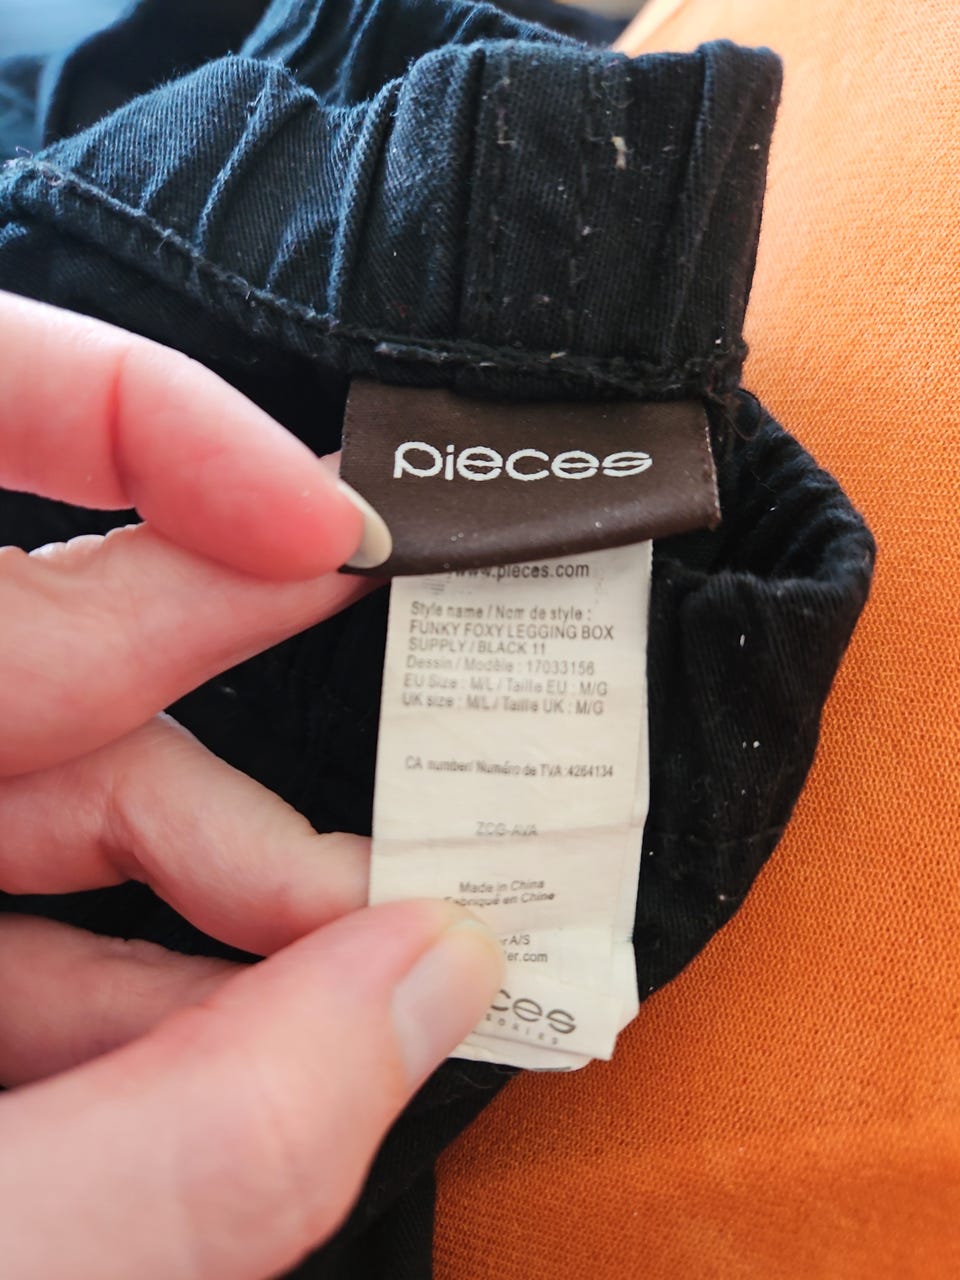 pieces
www.pieces.com
Style name / Nom de style :
FUNKY FOXY LEGGING BOX
SUPPLY / BLACK 11
Dessin / Modèle : 17033156
EU Size : M/L / Taille EU : M/G
UK size : M/L / Taille UK : M/G
CA number/ Numéro de TVA:4264134
ZCG-AVA
Made in China
Fabriqué en Chine
A/S